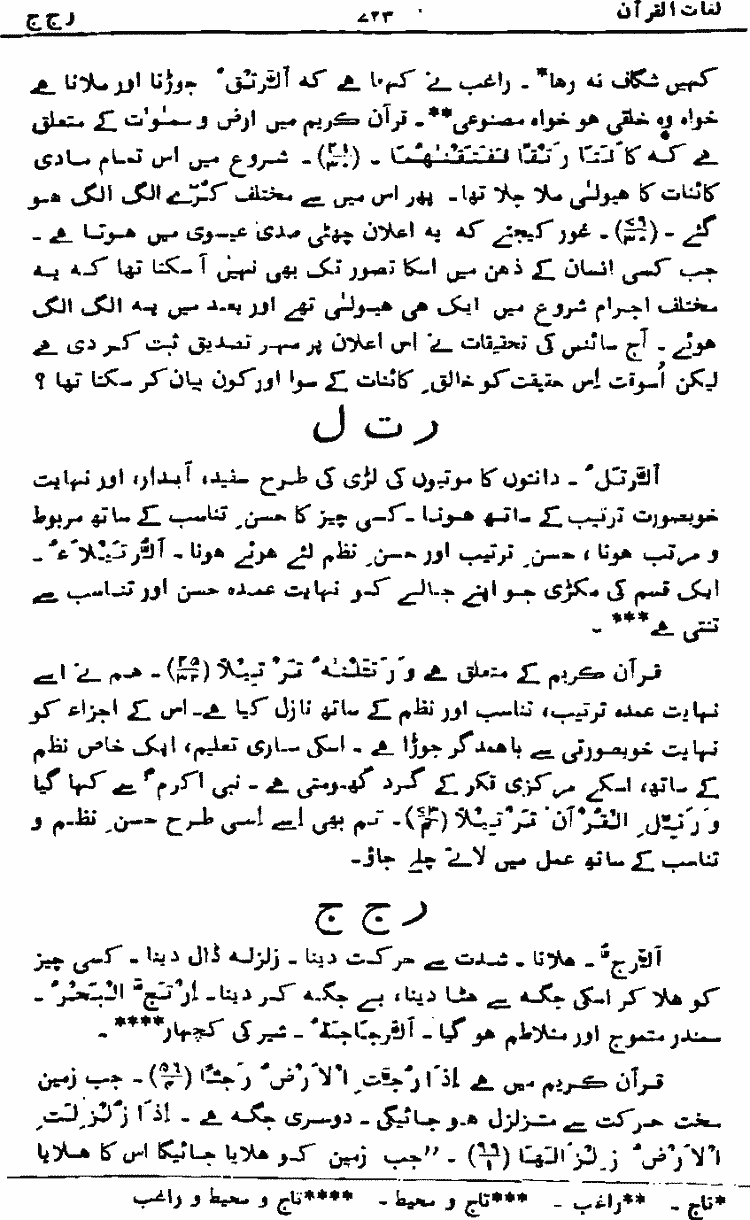 لغات القرآن ۷۲۳ ر ج ج
کہیں شگاف نہ رہا*۔ راغب نے کہا ہے کہ اَلرَّتْقُ جوڑنا اور ملانا ہے
خواہ وہ خلقی ہو خواہ مصنوعی**۔ قرآن کریم میں ارض و سمٰوٰت کے متعلق
ہے کہ کَانَتَا رَتْقًا فَفَتَقْنٰہُمَا۔ (۲۱/۳۰)۔ شروع میں اس تمام مادی
کائنات کا ہیولیٰ ملا جلا تھا۔ پھر اس میں سے مختلف کُرّے الگ الگ ہو
گئے۔ (۷۹/۳۰)۔ غور کیجئے کہ یہ اعلان چھٹی صدی عیسوی میں ہوتا ہے۔
جب کسی انسان کے ذہن میں اسکا تصور تک بھی نہیں آ سکتا تھا کہ یہ
مختلف اجرام شروع میں ایک ہی ہیولیٰ تھے اور بعد میں یہ الگ الگ
ہوئے۔ آج سائنس کی تحقیقات نے اس اعلان پر مہر تصدیق ثبت کر دی ہے
لیکن اُسوقت اِس حقیقت کو خالقِ کائنات کے سوا اور کون بیان کر سکتا تھا ؟
ر ت ل
اَلرَّتَلُ۔ دانتوں کا موتیوں کی لڑی کی طرح سفید، آبدار، اور نہایت
خوبصورت ترتیب کے ساتھ ہونا۔ کسی چیز کا حسنِ تناسب کے ساتھ مربوط
و مرتب ہونا، حسنِ ترتیب اور حسنِ نظم لئے ہوئے ہونا۔ اَلرُّتَیْلَاءُ۔
ایک قسم کی مکڑی جو اپنے جالے کو نہایت عمدہ حسن اور تناسب سے
تنتی ہے***۔
قرآن کریم کے متعلق ہے وَرَتَّلْنٰہُ تَرْتِیْلًا (۲۵/۳۲)۔ ہم نے اسے
نہایت عمدہ ترتیب، تناسب اور نظم کے ساتھ نازل کیا ہے۔ اس کے اجزاء کو
نہایت خوبصورتی سے باہمدگر جوڑا ہے۔ اسکی ساری تعلیم، ایک خاص نظم
کے ساتھ، اسکے مرکزی فکر کے گرد گھومتی ہے۔ نبی اکرمؐ سے کہا گیا
وَ رَتِّلِ الْقُرْاٰنَ تَرْتِیْلًا (۷۳/۴)۔ تم بھی اسے اسی طرح حسنِ نظم و
تناسب کے ساتھ عمل میں لاتے چلے جاؤ۔
ر ج ج
اَلرَّجُّ۔ ہلانا۔ شدت سے حرکت دینا۔ زلزلہ ڈال دینا۔ کسی چیز
کو ہلا کر اسکی جگہ سے ہٹا دینا، بے جگہ کر دینا۔ اِرْتَجَّ الْبَحْرُ۔
سمندر متموج اور متلاطم ہو گیا۔ اَلرَّجَاجَۃُ۔ شیر کی کچھار****۔
قرآن کریم میں ہے اِذَا رُجَّتِ الْاَرْضُ رَجًّا (۵۶/۴)۔ جب زمین
سخت حرکت سے متزلزل ہو جائیگی۔ دوسری جگہ ہے۔ اِذَا زُلْزِلَتِ
الْاَرْضُ زِلْزَالَہَا (۹۹/۱)۔ ''جب زمین کو ہلایا جائیگا اس کا ہلایا
*تاج۔ **راغب۔ ***تاج و محیط۔ ****تاج و محیط و راغب